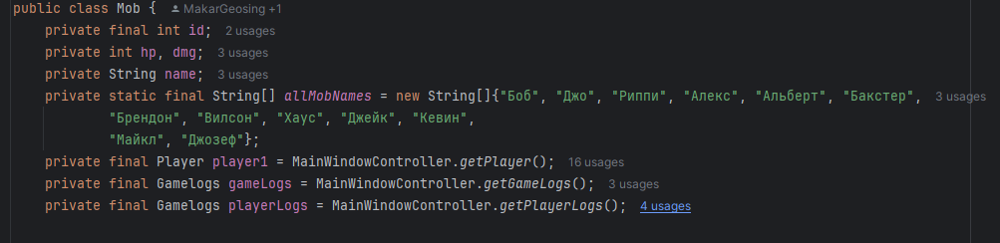 public class Mob { MakarGeosing +1
private final int id; 2 usages
private int hp, dmg; 3 usages
private String name; 3 usages
private static final String[] allMobNames = new String[]{"Боб", "Джо", "Риппи", "Алекс", "Альберт", "Бакстер", 3 usages
"Брендон", "Вилсон", "Хаус", "Джейк", "Кевин",
"Майкл", "Джозеф"};
private final Player player1 = MainWindowController.getPlayer(); 16 usages
private final Gamelogs gameLogs = MainWindowController.getGameLogs(); 3 usages
private final Gamelogs playerLogs = MainWindowController.getPlayerLogs(); 4 usages